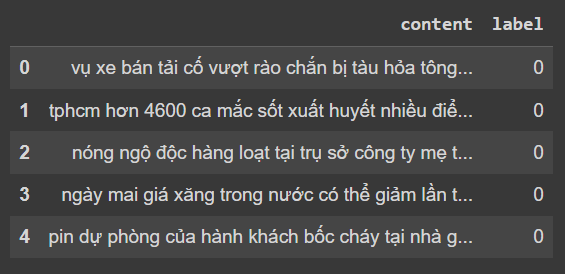 content label
0 vụ xe bán tải cố vượt rào chắn bị tàu hỏa tông... 0
1 tphcm hơn 4600 ca mắc sốt xuất huyết nhiều điể... 0
2 nóng ngộ độc hàng loạt tại trụ sở công ty mẹ t... 0
3 ngày mai giá xăng trong nước có thể giảm lần t... 0
4 pin dự phòng của hành khách bốc cháy tại nhà g... 0